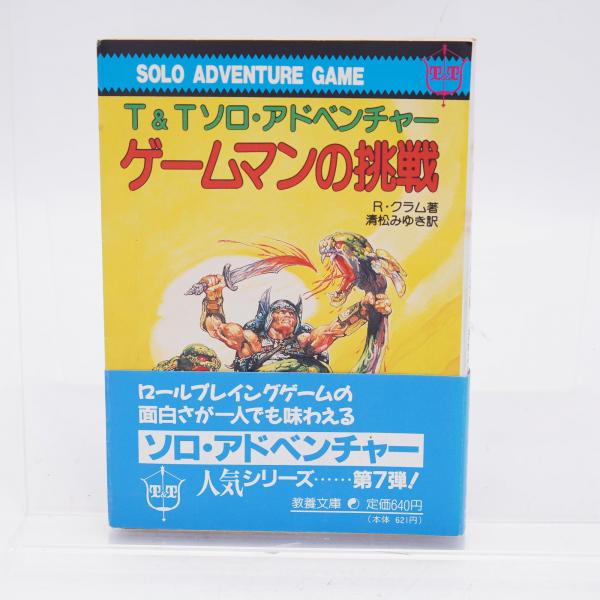 SOLO ADVENTURE GAME
T&T
T&Tソロ・アドベンチャー
ゲームマンの挑戦
R・クラム著
清松みゆき訳
ロールプレイングゲームの
面白さが一人でも味わえる
ソロ・アドベンチャー
人気シリーズ……第7弾!
T&T
教養文庫 定価640円
(本体 621円)